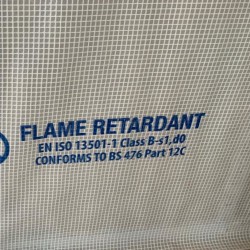 FLAME RETARDANT
EN ISO 13501-1 Class B-s1,d0
CONFORMS TO BS 476 Part 12C